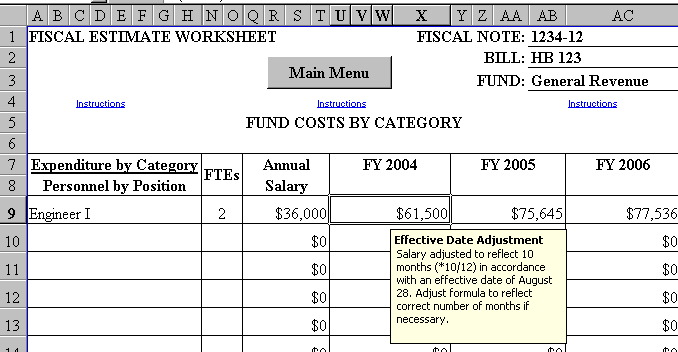 A B C D E F G H I J K L M N O Q R S T U V W X Y Z AA AB AC
1 FISCAL ESTIMATE WORKSHEET FISCAL NOTE: 1234-12
2 BILL: HB 123
Main Menu
3 FUND: General Revenue
4 Instructions Instructions Instructions
5 FUND COSTS BY CATEGORY
6
7 Expenditure by Category FTEs Annual FY 2004 FY 2005 FY 2006
8 Personnel by Position Salary
9 Engineer I 2 $36,000 $61,500 $75,645 $77,536
10 $0 $0
11 $0 $0
12 $0 $0
13 $0 $0
Effective Date Adjustment
Salary adjusted to reflect 10
months (*10/12) in accordance
with an effective date of August
28. Adjust formula to reflect
correct number of months if
necessary.